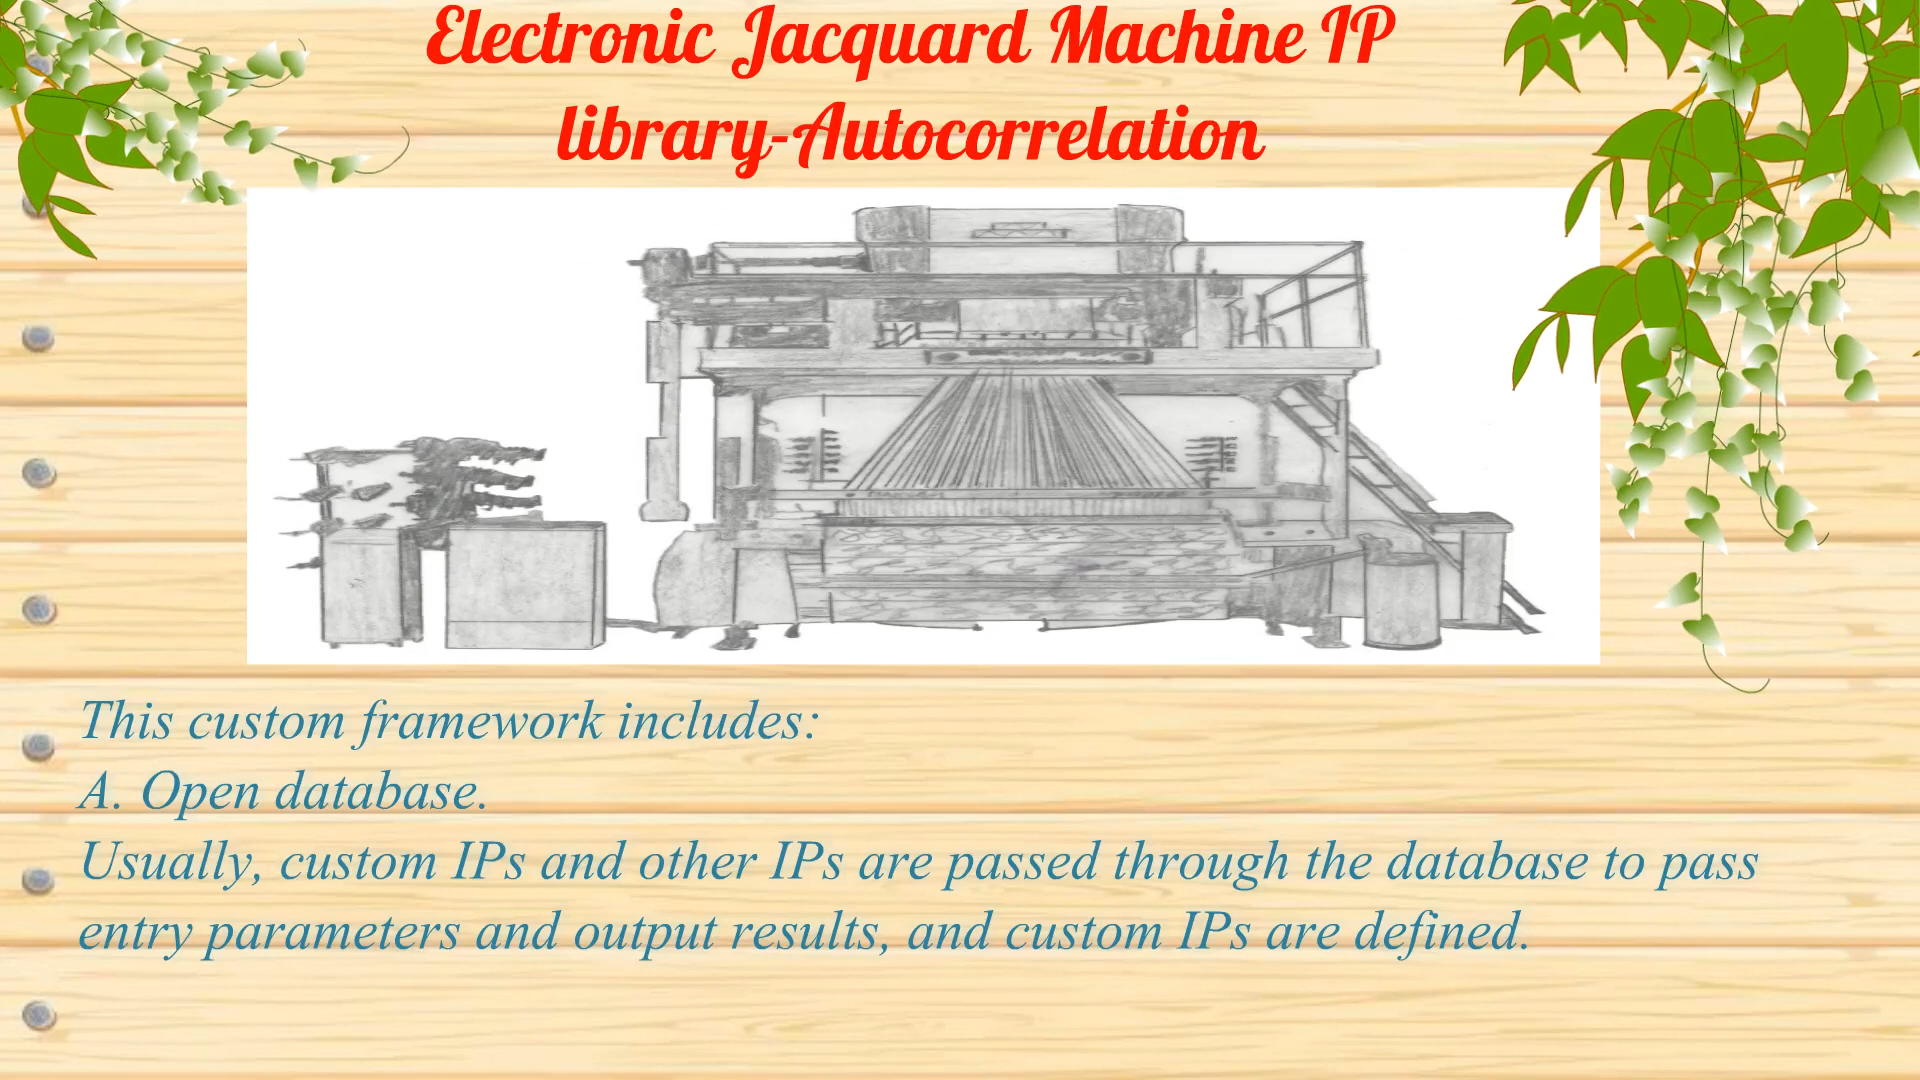 Electronic Jacquard Machine IP
library-Autocorrelation
This custom framework includes:
A. Open database.
Usually, custom IPs and other IPs are passed through the database to pass
entry parameters and output results, and custom IPs are defined.